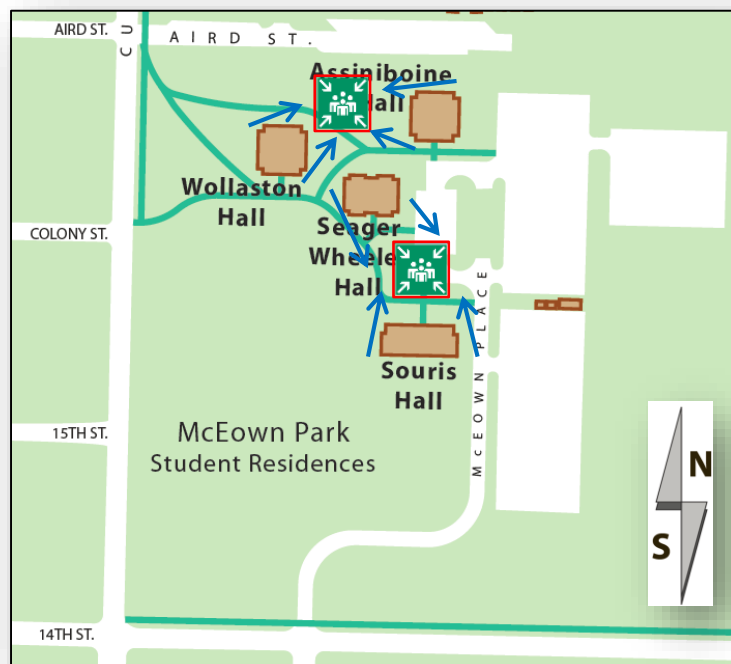 AIRD ST.
CU
AIRD ST.
Assiniboine
Hall
Wollaston
Hall
Seager
Wheele
Hall
COLONY ST.
McEOWN PLACE
Souris
Hall
15TH ST.
McEown Park
Student Residences
N
S
14TH ST.